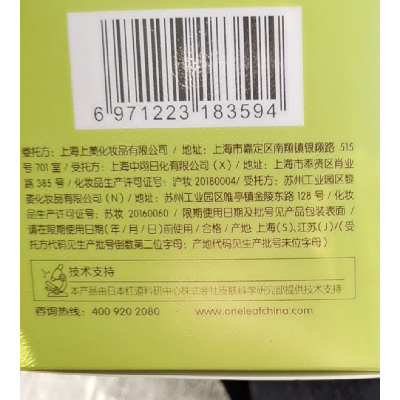 6 971223 183594
委托方：上海上美化妆品有限公司 / 地址：上海市嘉定区南翔镇银翔路 515
号 701 室 / 受托方：上海中翊日化有限公司（X）/ 地址：上海市奉贤区肖业
路 385 号 / 化妆品生产许可证号：沪妆 20180004/ 受托方：苏州工业园区黎
姿化妆品有限公司（N）/ 地址：苏州工业园区唯亭镇金陵东路 128 号 / 化妆
品生产许可证号：苏妆 20160060 / 限期使用日期及批号见产品包装表面 /
请在限期使用日期（年 / 月 / 日）前使用 / 合格 / 产地：上海(S)、江苏(J)/ (受
托方代码见生产批号倒数第二位字母；产地代码见生产批号末位字母)
技术支持
本产品由日本红道科研中心株式会社皮肤科学研究部提供技术支持
咨询热线： 400 920 2080 · www.oneleafchina.com